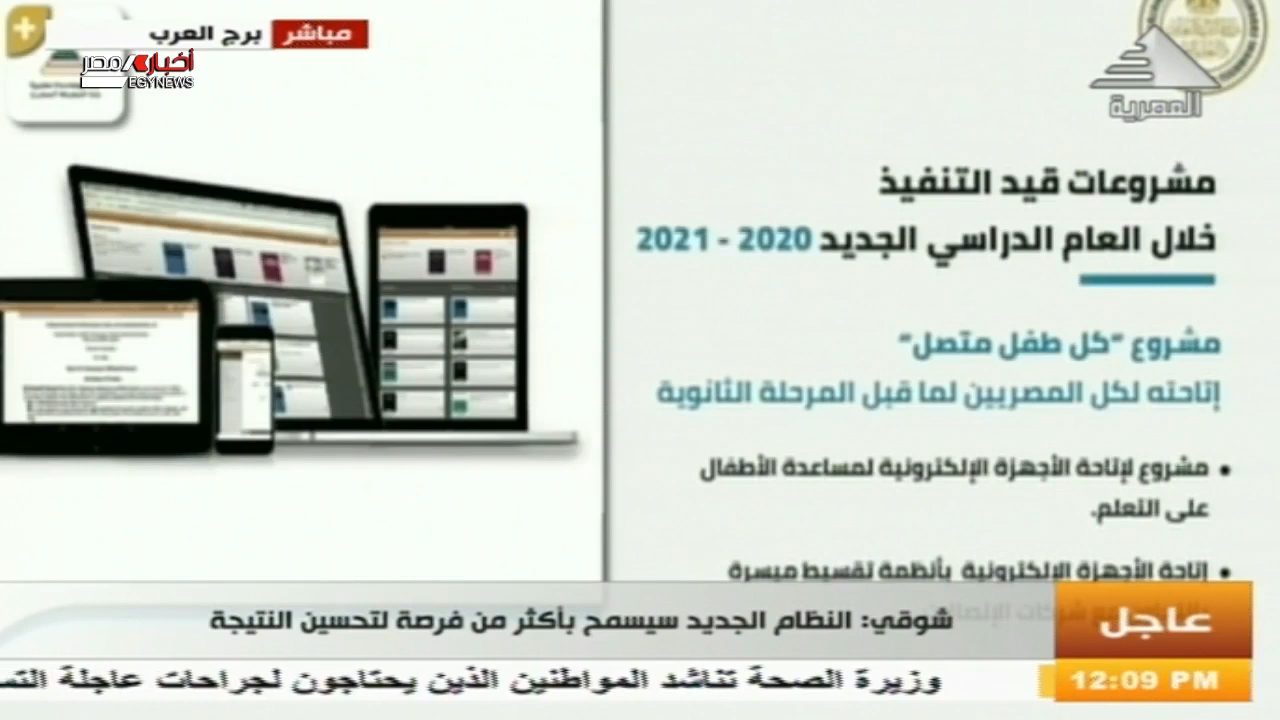 مباشر
برج العرب
أخبار/مصر
EGYNEWS
المصرية
مشروعات قيد التنفيذ
خلال العام الدراسي الجديد 2020 - 2021
مشروع “كل طفل متصل”
إتاحته لكل المصريين لما قبل المرحلة الثانوية
• مشروع لإتاحة الأجهزة الإلكترونية لمساعدة الأطفال
على التعلم.
• إتاحة الأجهزة الإلكترونية بأنظمة تقسيط ميسرة
عاجل
شوقي: النظام الجديد سيسمح بأكثر من فرصة لتحسين النتيجة
12:09 PM
وزيرة الصحة تناشد المواطنين الذين يحتاجون لجراحات عاجلة التس